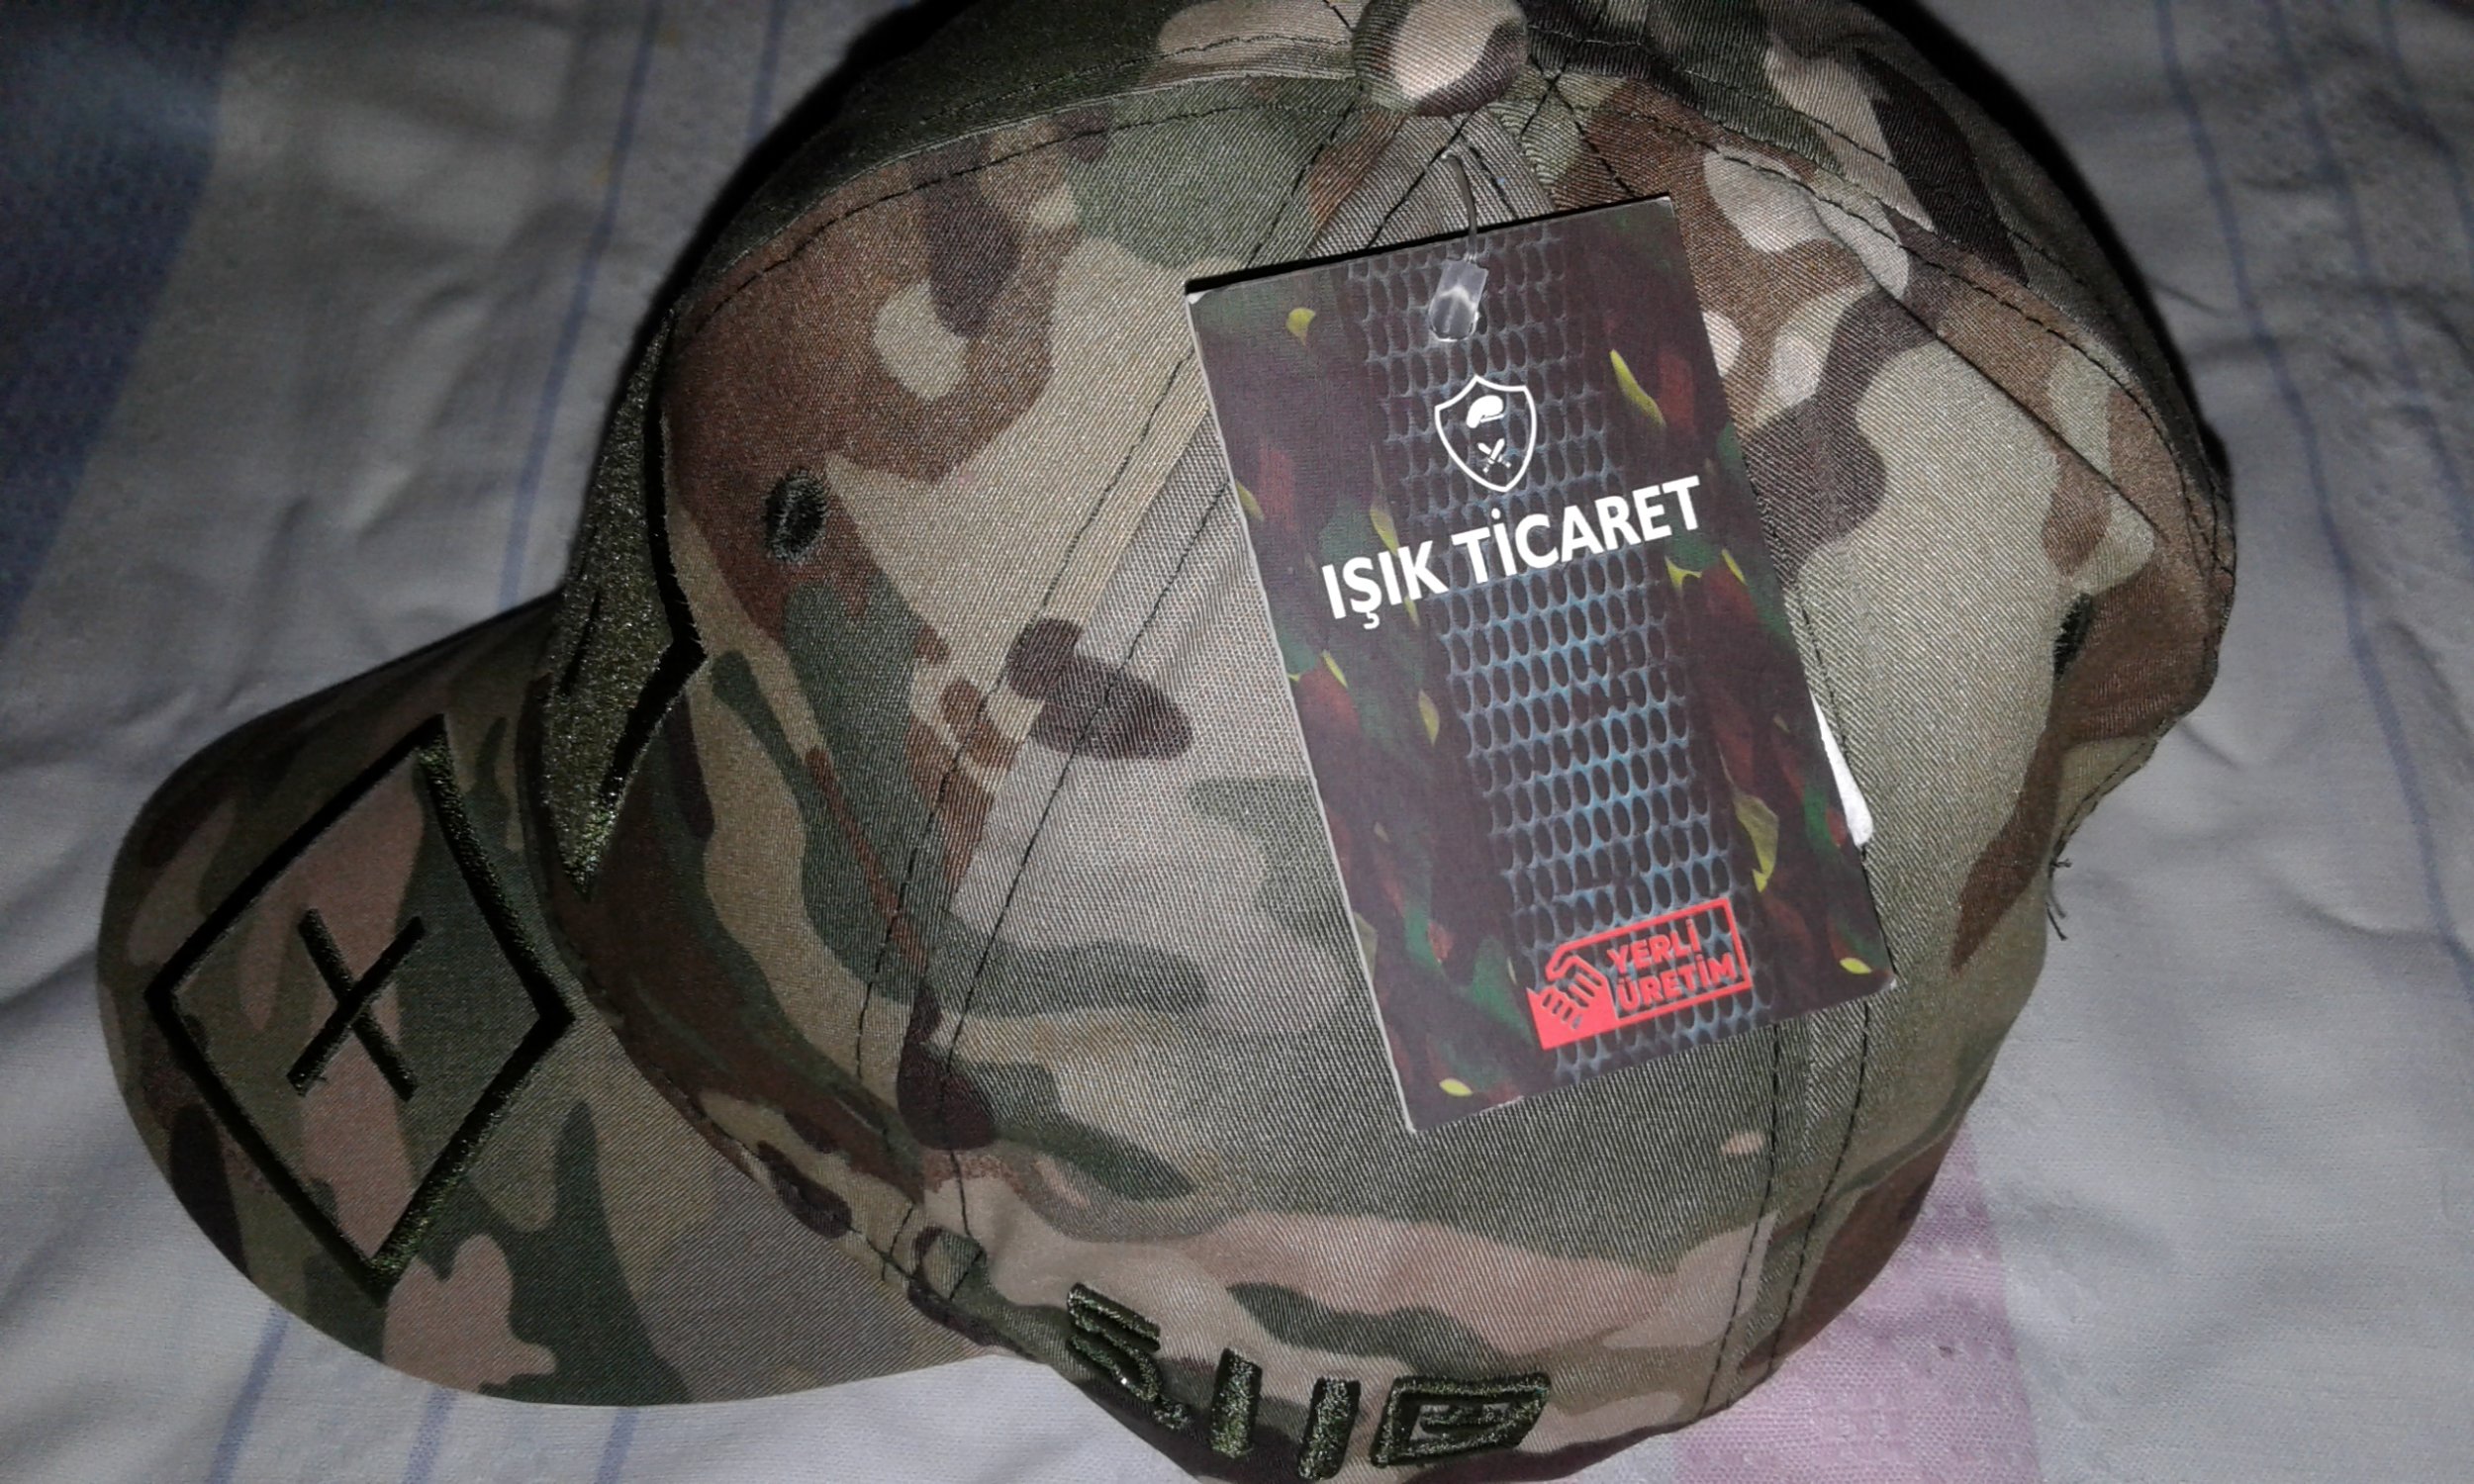 IŞIK TİCARET
YERLİ
ÜRETİM
5.11